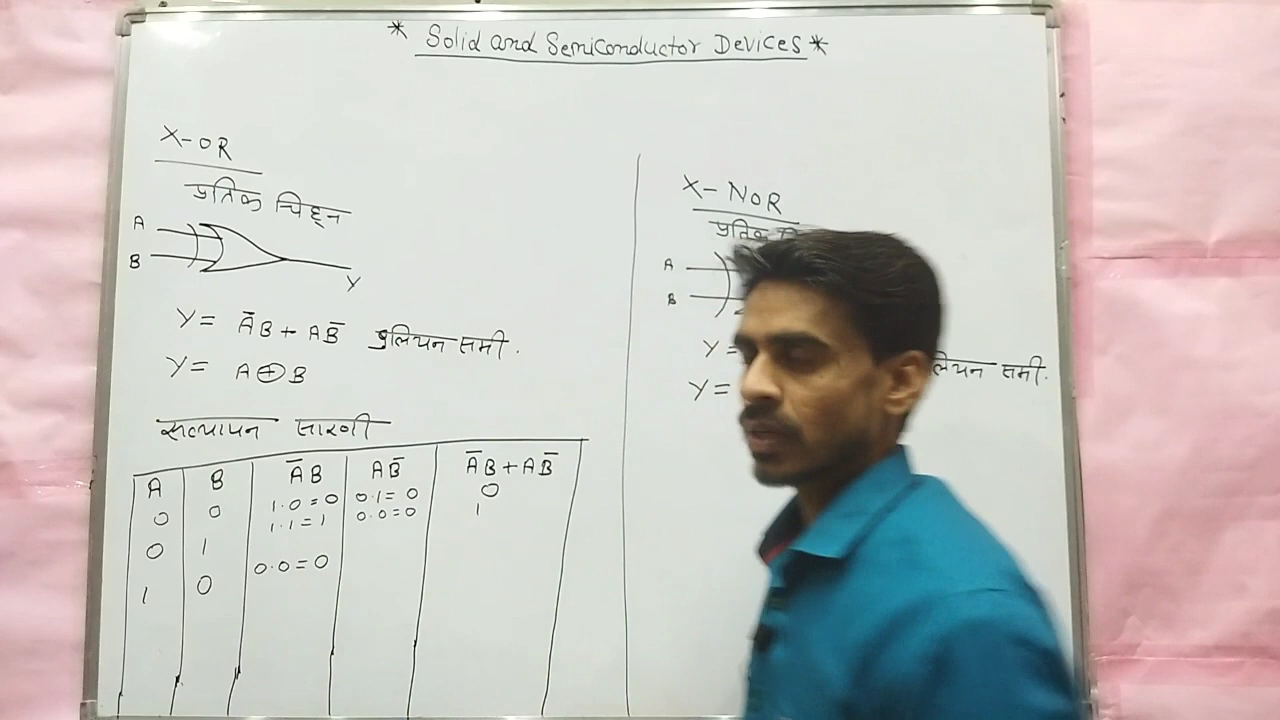 * Solid and Semiconductor Devices *
X-OR
प्रतिक चिह्न
A
B
Y
Y = A̅B + AB̅ बुलियन समी.
Y = A⊕B
सत्यापन सारणी
A B A̅B AB̅ A̅B + AB̅
0 0 1.0=0 0.1=0 0
0 1 1.1=1 0.0=0 1
1 0 0.0=0
X-NOR
प्रतिक
A
B
Y =
लियन समी.
Y =